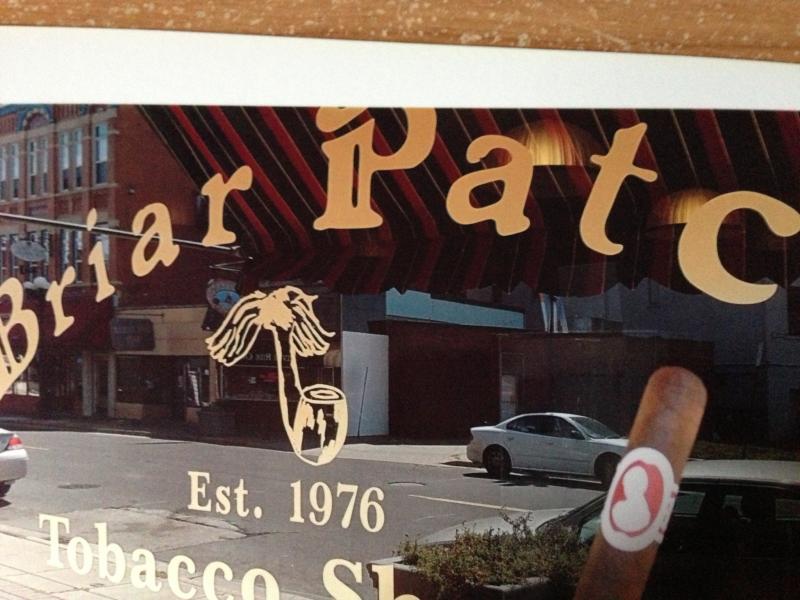 Briar Patc
Est. 1976
Tobacco Sh